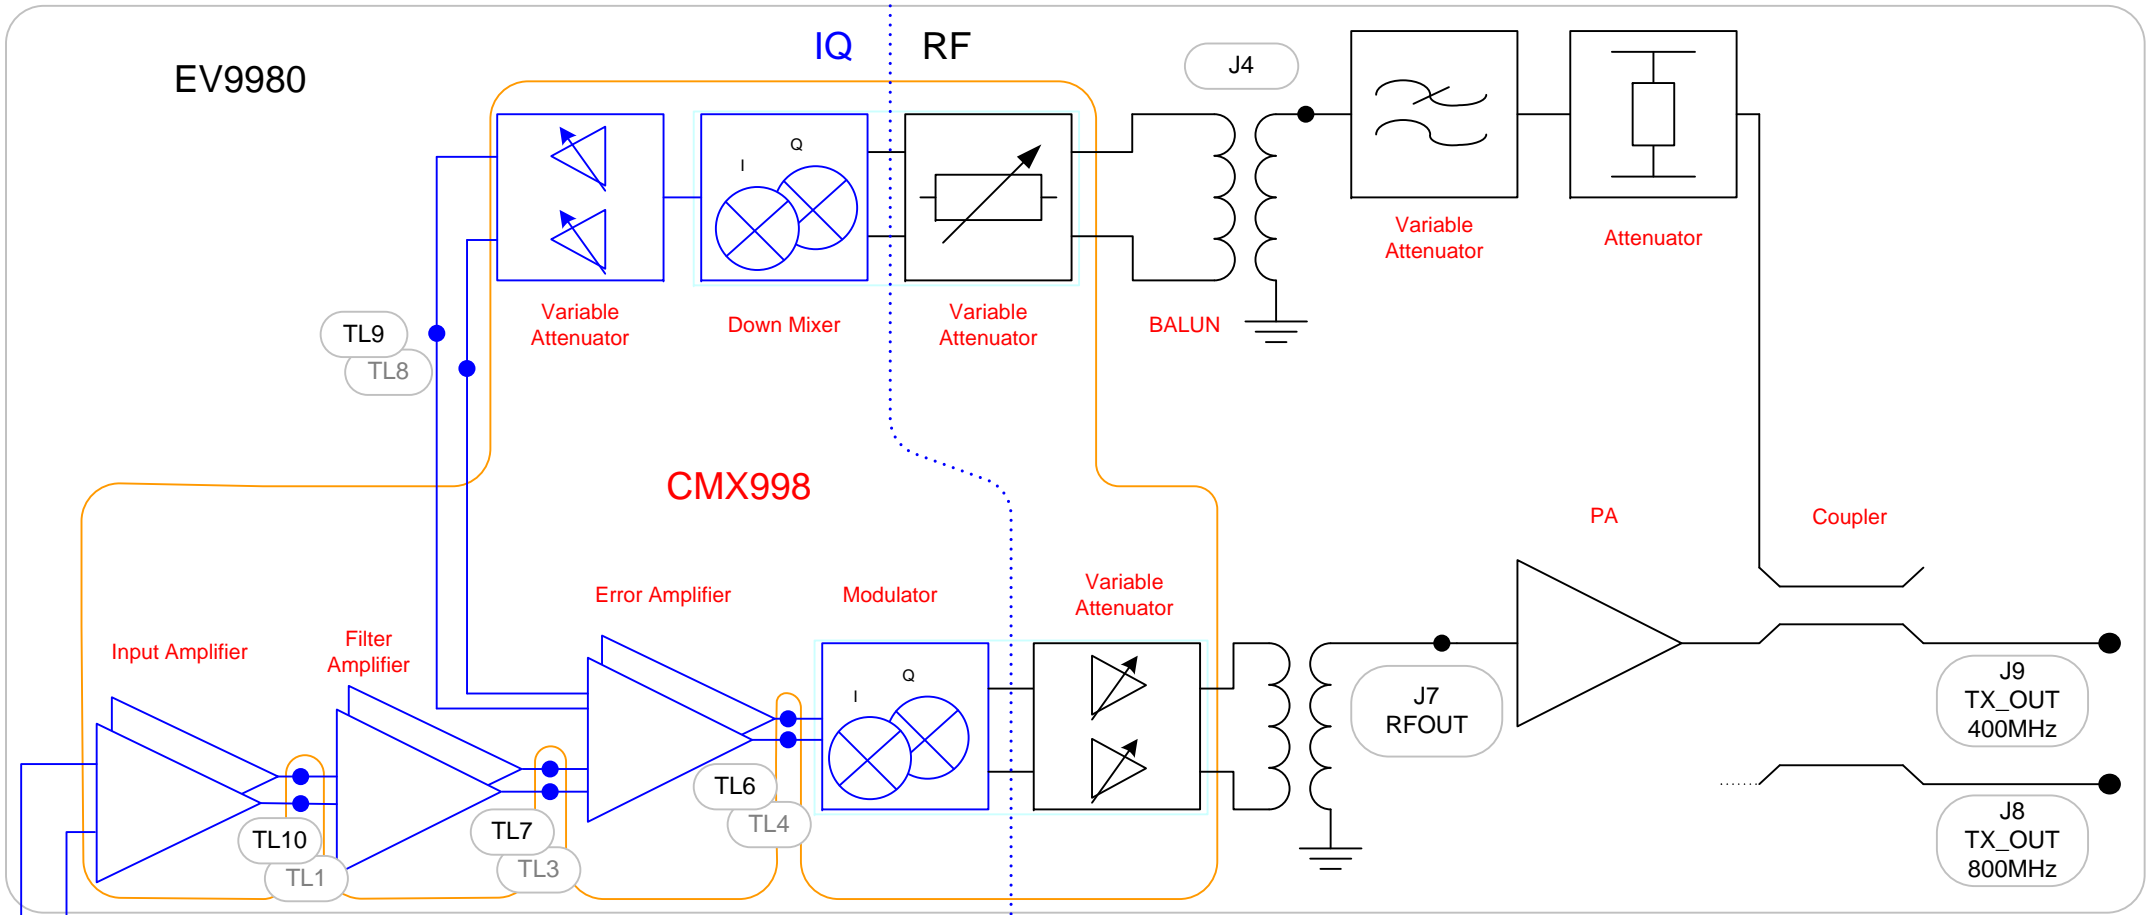 IQ
RF
EV9980
J4
Q
I
Variable
Attenuator
Attenuator
Variable
Attenuator
Down Mixer
Variable
Attenuator
BALUN
TL9
TL8
CMX998
PA
Coupler
Error Amplifier
Modulator
Variable
Attenuator
Input Amplifier
Filter
Amplifier
Q
I
J7
RFOUT
J9
TX_OUT
400MHz
TL6
TL4
TL10
TL1
TL7
TL3
J8
TX_OUT
800MHz